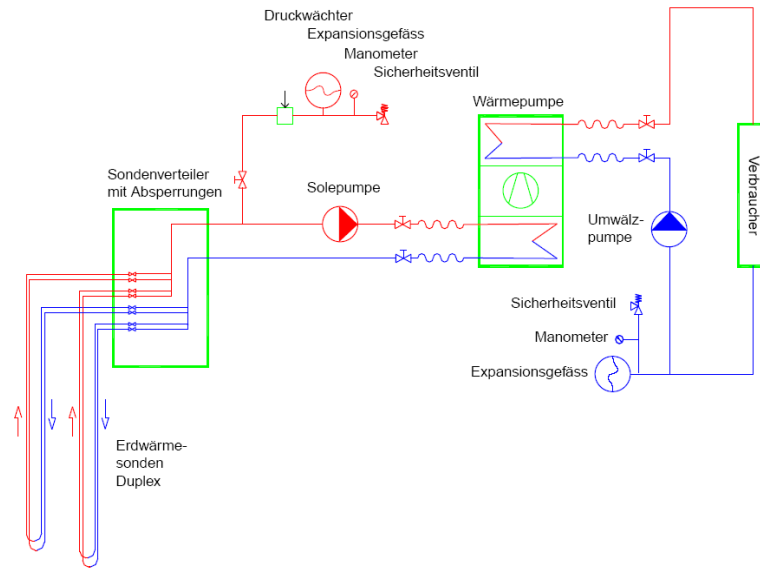 Druckwächter
Expansionsgefäss
Manometer
Sicherheitsventil
Wärmepumpe
Sondenverteiler
mit Absperrungen
Solepumpe
Umwälz-
pumpe
Verbraucher
Sicherheitsventil
Manometer
Expansionsgefäss
Erdwärme-
sonden
Duplex